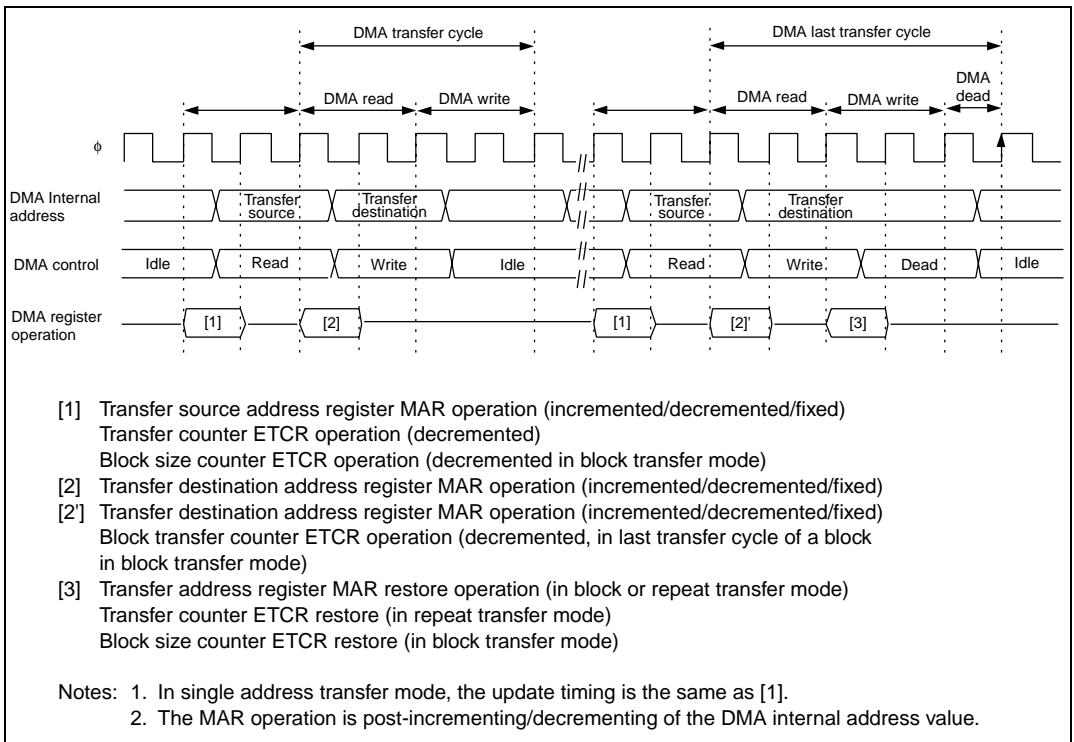 DMA transfer cycle
DMA last transfer cycle
DMA read
DMA write
DMA read
DMA write
DMA
dead
ϕ
DMA Internal
address
Transfer
source
Transfer
destination
Transfer
source
Transfer
destination
DMA control
Idle
Read
Write
Idle
Read
Write
Dead
Idle
DMA register
operation
[1]
[2]
[1]
[2]'
[3]
[1] Transfer source address register MAR operation (incremented/decremented/fixed)
Transfer counter ETCR operation (decremented)
Block size counter ETCR operation (decremented in block transfer mode)
[2] Transfer destination address register MAR operation (incremented/decremented/fixed)
[2'] Transfer destination address register MAR operation (incremented/decremented/fixed)
Block transfer counter ETCR operation (decremented, in last transfer cycle of a block
in block transfer mode)
[3] Transfer address register MAR restore operation (in block or repeat transfer mode)
Transfer counter ETCR restore (in repeat transfer mode)
Block size counter ETCR restore (in block transfer mode)
Notes: 1. In single address transfer mode, the update timing is the same as [1].
2. The MAR operation is post-incrementing/decrementing of the DMA internal address value.